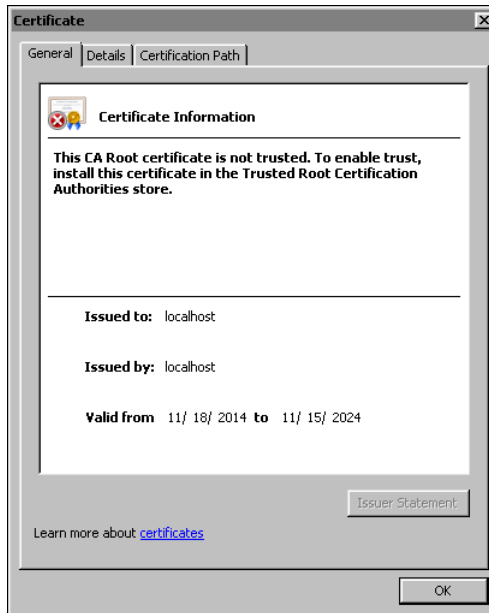 Certificate
General Details Certification Path
Certificate Information
This CA Root certificate is not trusted. To enable trust,
install this certificate in the Trusted Root Certification
Authorities store.
Issued to: localhost
Issued by: localhost
Valid from 11/ 18/ 2014 to 11/ 15/ 2024
Issuer Statement
Learn more about certificates
OK